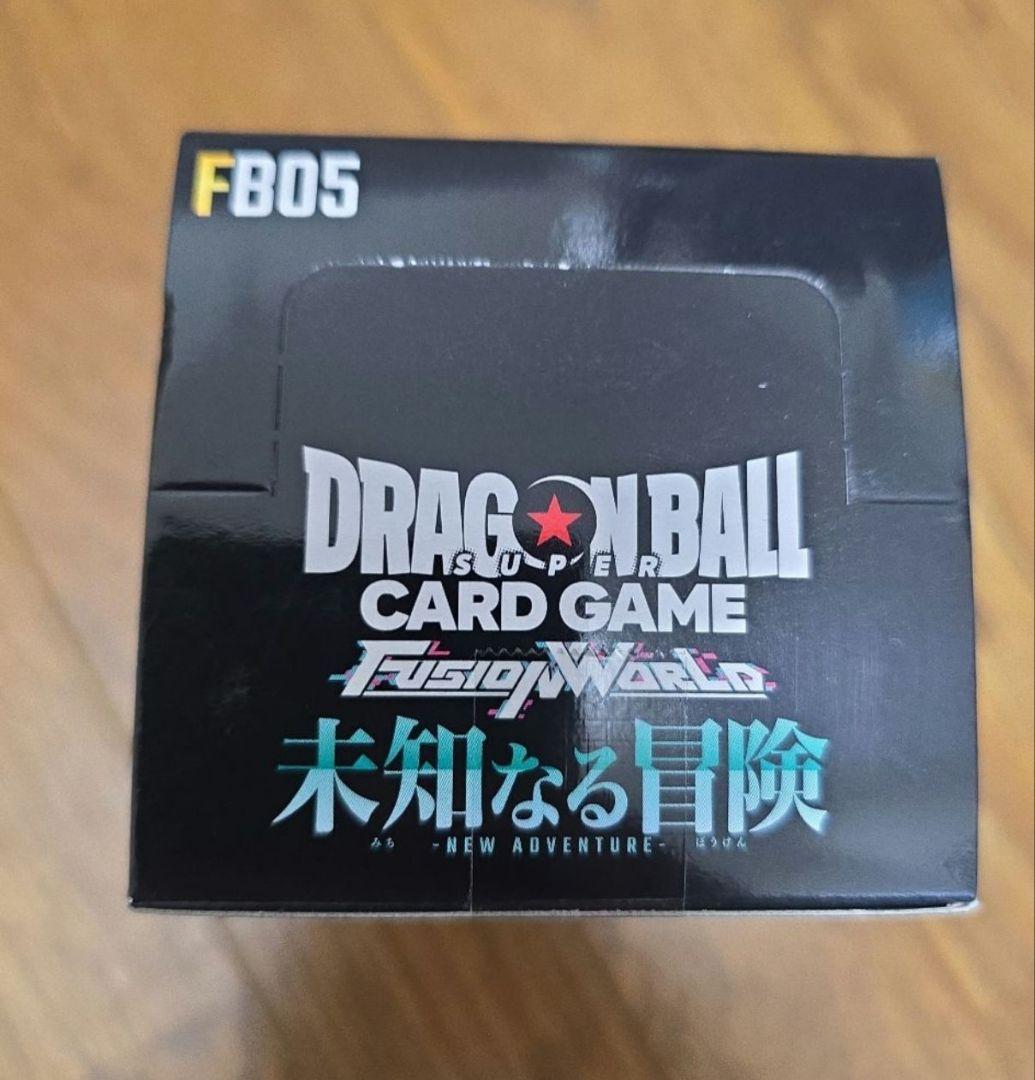 FB05
DRAGON BALL
SUPER
CARD GAME
FUSION WORLD
未知なる冒険
みち -NEW ADVENTURE- ぼうけん